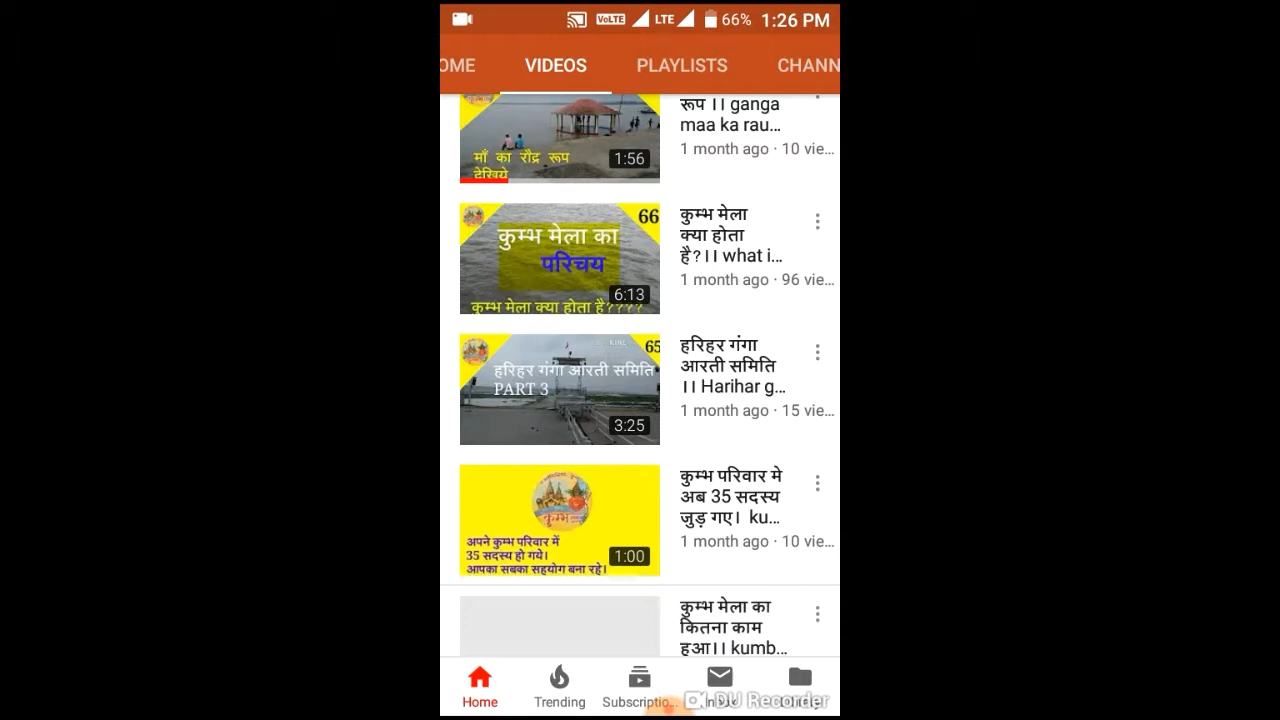 VoLTE LTE 66% 1:26 PM
OME VIDEOS PLAYLISTS CHANN
रूप ।। ganga
maa ka rau...
1 month ago · 10 vie...
माँ का रौद्र रूप
देखिये
1:56
66
कुम्भ मेला का
परिचय
6:13
कुम्भ मेला क्या होता है????
कुम्भ मेला
क्या होता
है?।। what i...
1 month ago · 96 vie...
65
हरिहर गंगा आरती समिति
PART 3
3:25
हरिहर गंगा
आरती समिति
।। Harihar g...
1 month ago · 15 vie...
कुम्भ
अपने कुम्भ परिवार में
35 सदस्य हो गये।
आपका सबका सहयोग बना रहे।
1:00
कुम्भ परिवार मे
अब 35 सदस्य
जुड़ गए। ku...
1 month ago · 10 vie...
कुम्भ मेला का
कितना काम
हुआ।। kumb...
Home Trending Subscriptio...
DU Recorder